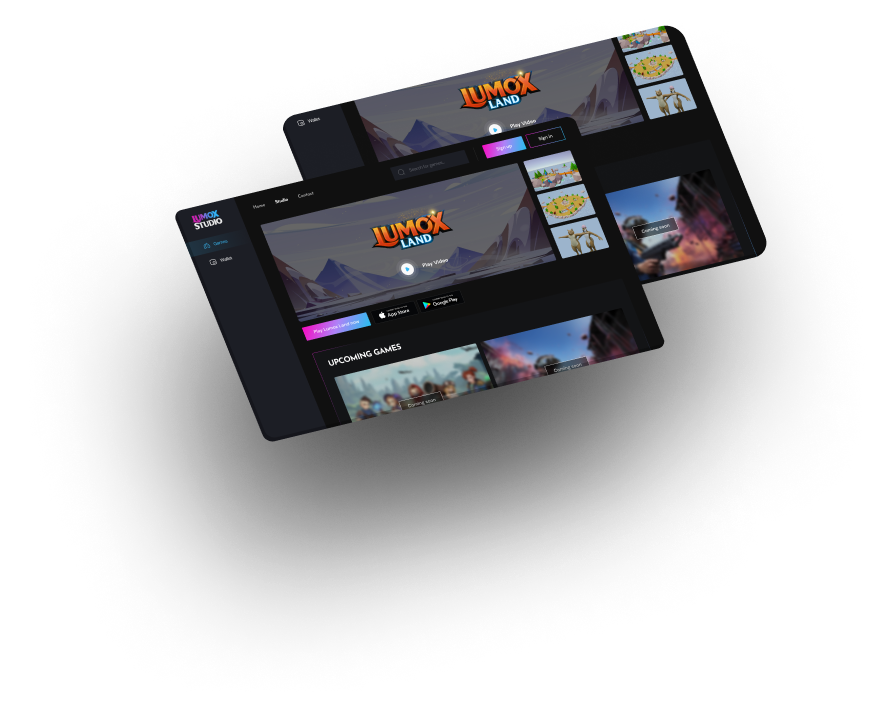 LUMOX
LAND
Play Video
Wallet
Coming soon
Sign up
Sign in
Search for games...
Home
Studio
Contact
LUMOX
STUDIO
Games
Wallet
LUMOX
LAND
Play Video
Play Lumox Land now
App Store
Google Play
UPCOMING GAMES
Coming soon
Coming soon